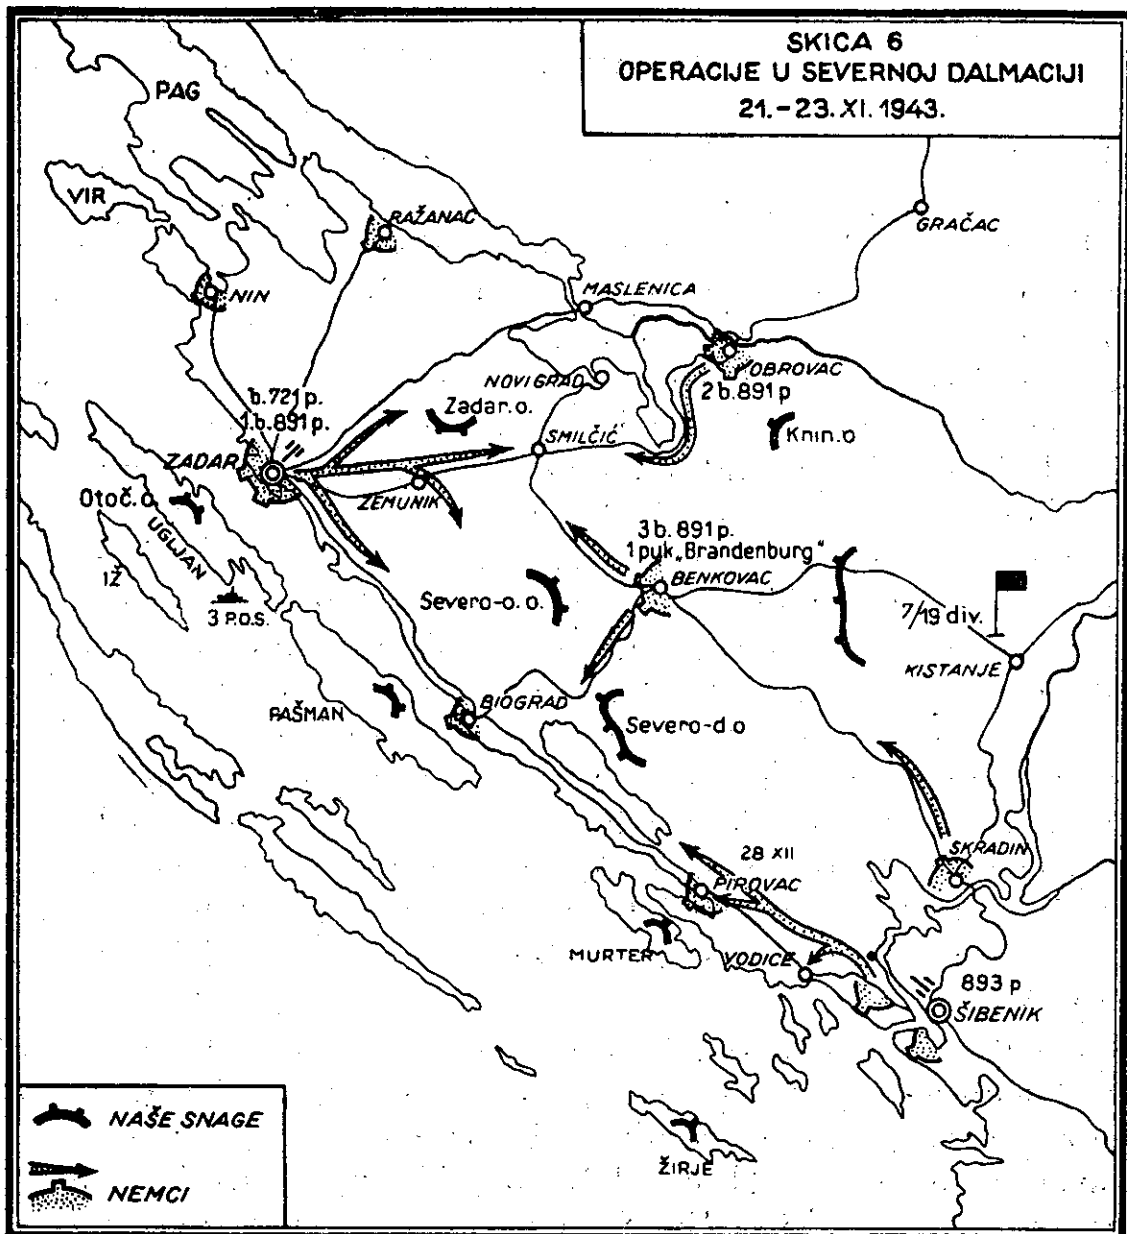 SKICA 6
OPERACIJE U SEVERNOJ DALMACIJI
21.-23. XI. 1943.
PAG
VIR
RAŽANAC
GRAČAC
NIN
MASLENICA
OBROVAC
NOVIGRAD
2 b. 891 p
b. 721 p.
1. b. 891 p.
Zadar. o.
Knin. o
SMILČIĆ
ZADAR
ZEMUNIK
Otoč. o.
UGLJAN
IŽ
3 P.O.S.
3 b. 891 p.
1 puk „Brandenburg"
BENKOVAC
Severo-o. o.
7/19 div.
KISTANJE
PAŠMAN
BIOGRAD
Severo-d. o
28 XII
SKRADIN
PIROVAC
MURTER
VODICE
893 p
ŠIBENIK
ŽIRJE
NAŠE SNAGE
NEMCI